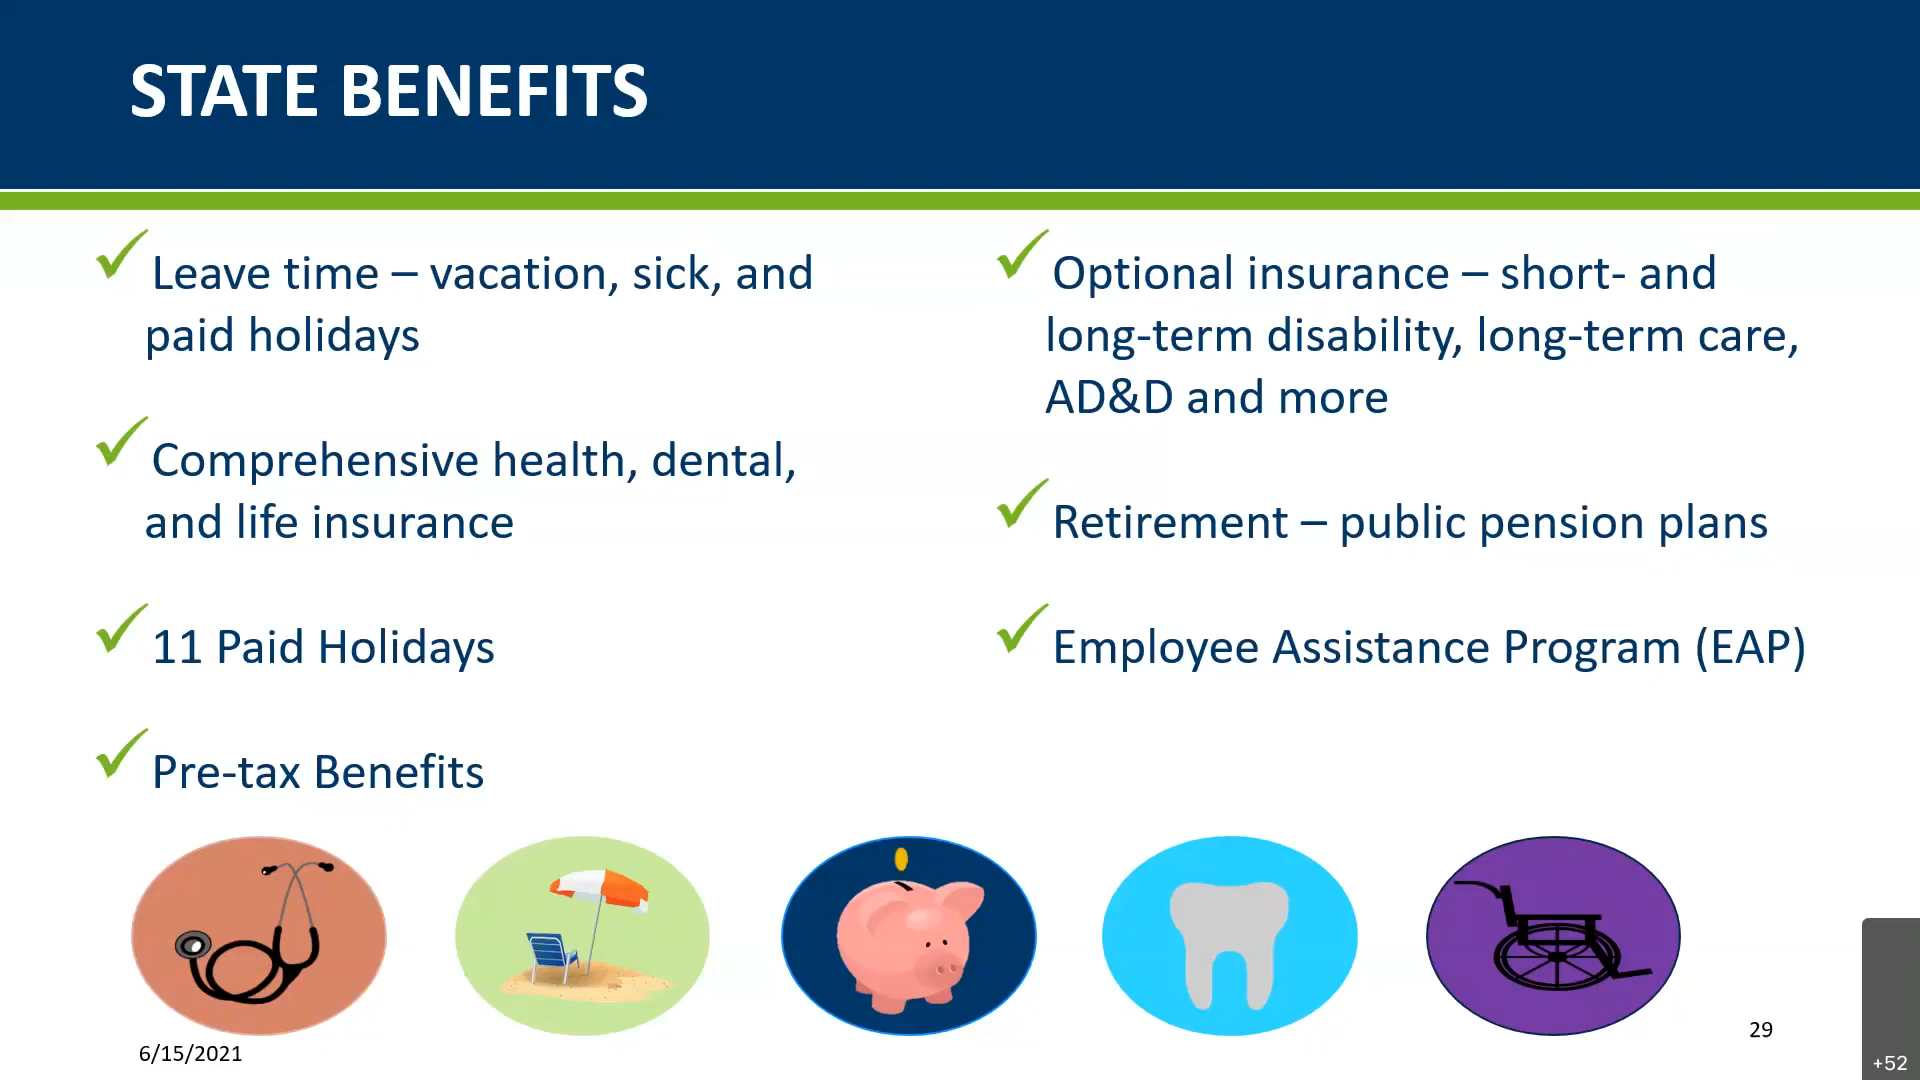 STATE BENEFITS
Leave time – vacation, sick, and
paid holidays
Comprehensive health, dental,
and life insurance
11 Paid Holidays
Pre-tax Benefits
Optional insurance – short- and
long-term disability, long-term care,
AD&D and more
Retirement – public pension plans
Employee Assistance Program (EAP)
6/15/2021
29
+52